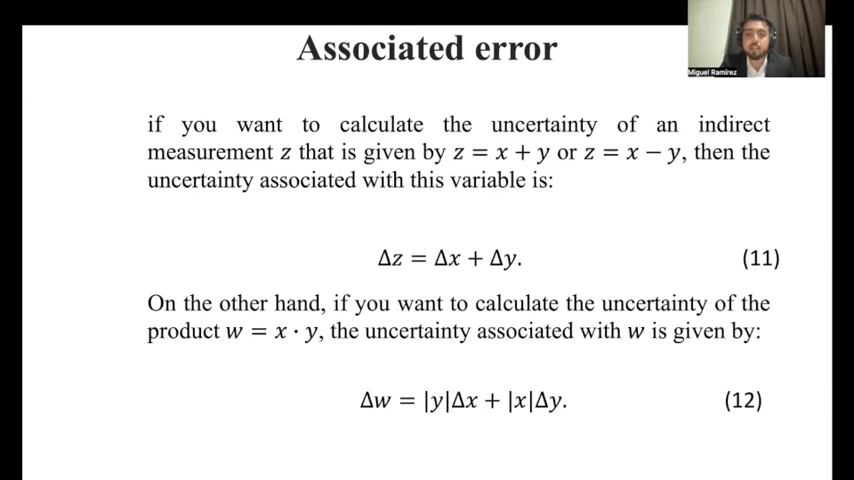 Associated error
Miguel Ramírez
if you want to calculate the uncertainty of an indirect
measurement z that is given by z = x + y or z = x − y, then the
uncertainty associated with this variable is:
Δz = Δx + Δy. (11)
On the other hand, if you want to calculate the uncertainty of the
product w = x · y, the uncertainty associated with w is given by:
Δw = |y|Δx + |x|Δy. (12)